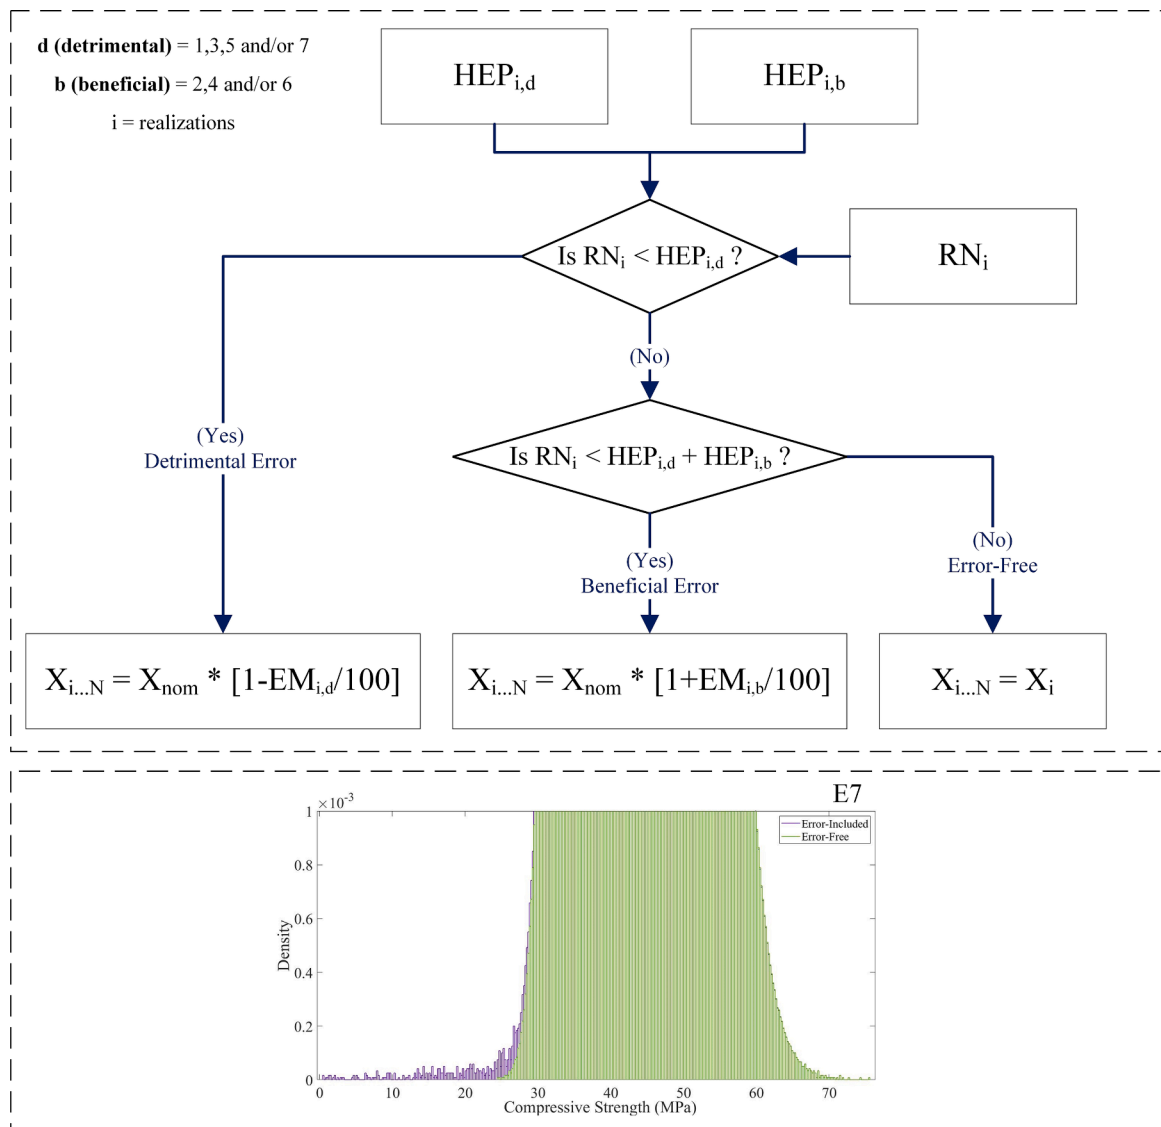 d (detrimental) = 1,3,5 and/or 7
b (beneficial) = 2,4 and/or 6
i = realizations
HEPi,d
HEPi,b
Is RNi < HEPi,d ?
RNi
(No)
(Yes)
Detrimental Error
Is RNi < HEPi,d + HEPi,b ?
(Yes)
Beneficial Error
(No)
Error-Free
Xi...N = Xnom * [1-EMi,d/100]
Xi...N = Xnom * [1+EMi,b/100]
Xi...N = Xi
E7
×10-3
Error-Included
Error-Free
1
0.8
0.6
0.4
0.2
0
Density
0 10 20 30 40 50 60 70
Compressive Strength (MPa)